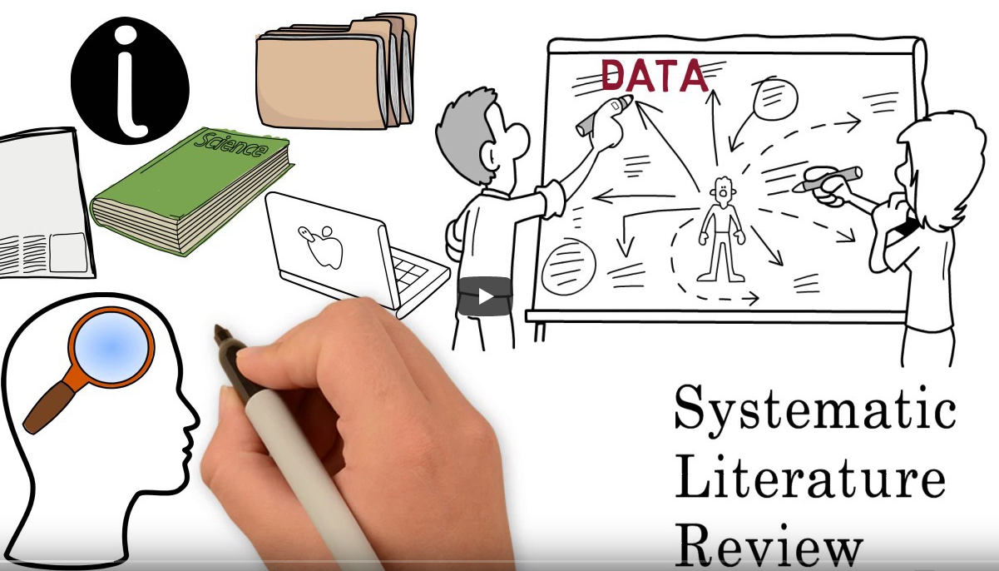 i
Science
DATA
Systematic
Literature
Review